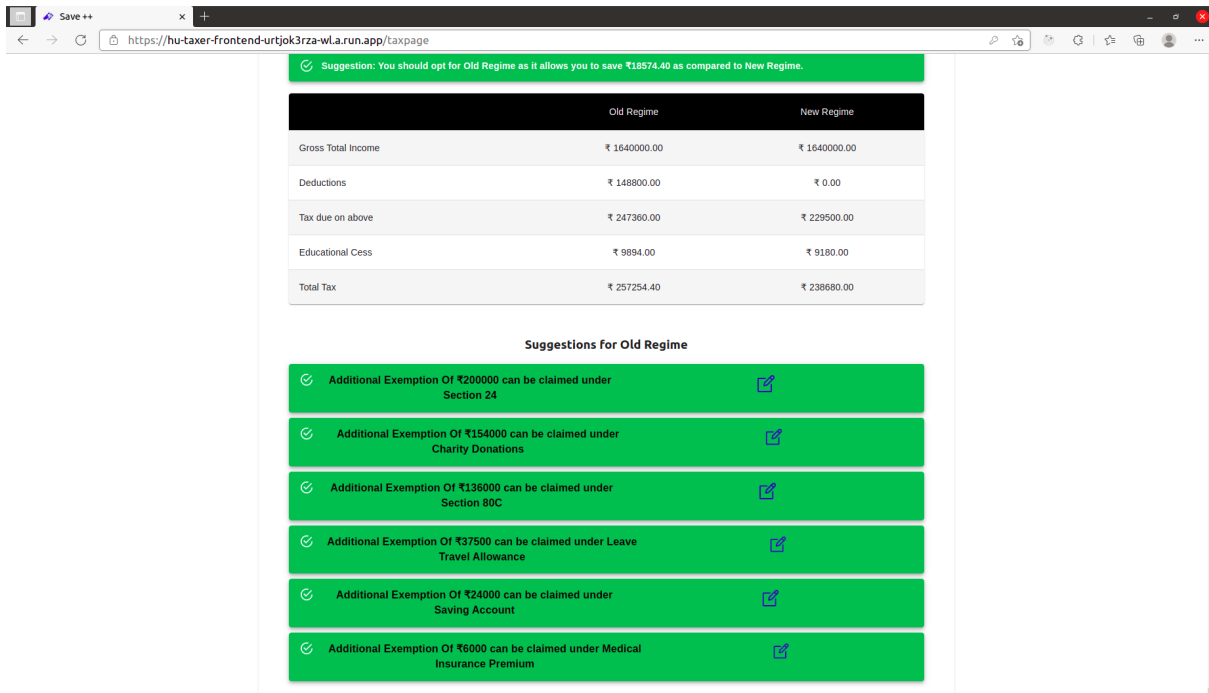 Save ++
https://hu-taxer-frontend-urtjok3rza-wl.a.run.app/taxpage
Suggestion: You should opt for Old Regime as it allows you to save ₹18574.40 as compared to New Regime.
Old Regime New Regime
Gross Total Income ₹ 1640000.00 ₹ 1640000.00
Deductions ₹ 148800.00 ₹ 0.00
Tax due on above ₹ 247360.00 ₹ 229500.00
Educational Cess ₹ 9894.00 ₹ 9180.00
Total Tax ₹ 257254.40 ₹ 238680.00
Suggestions for Old Regime
Additional Exemption Of ₹200000 can be claimed under
Section 24
Additional Exemption Of ₹154000 can be claimed under
Charity Donations
Additional Exemption Of ₹136000 can be claimed under
Section 80C
Additional Exemption Of ₹37500 can be claimed under Leave
Travel Allowance
Additional Exemption Of ₹24000 can be claimed under
Saving Account
Additional Exemption Of ₹6000 can be claimed under Medical
Insurance Premium